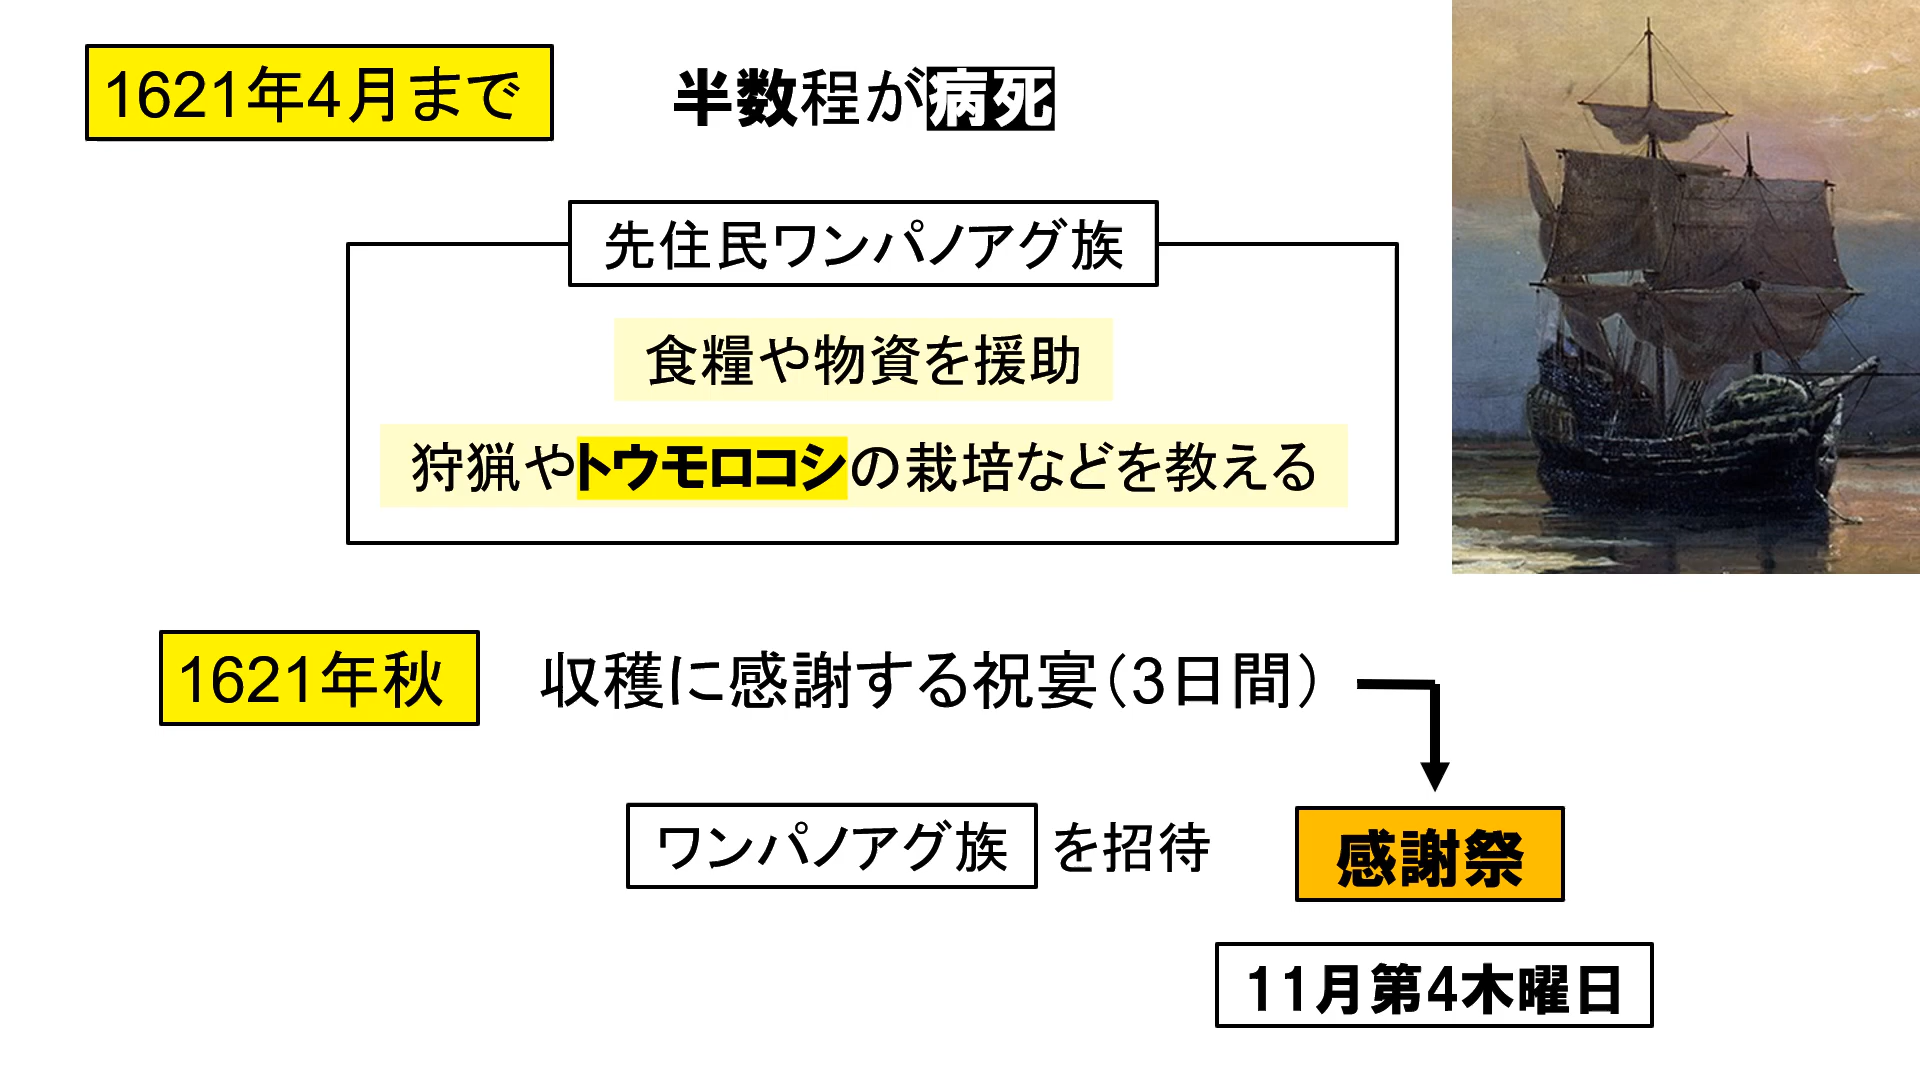 1621年4月まで
半数程が病死
先住民ワンパノアグ族
食糧や物資を援助
狩猟やトウモロコシの栽培などを教える
1621年秋
収穫に感謝する祝宴（3日間）
ワンパノアグ族を招待
感謝祭
11月第4木曜日